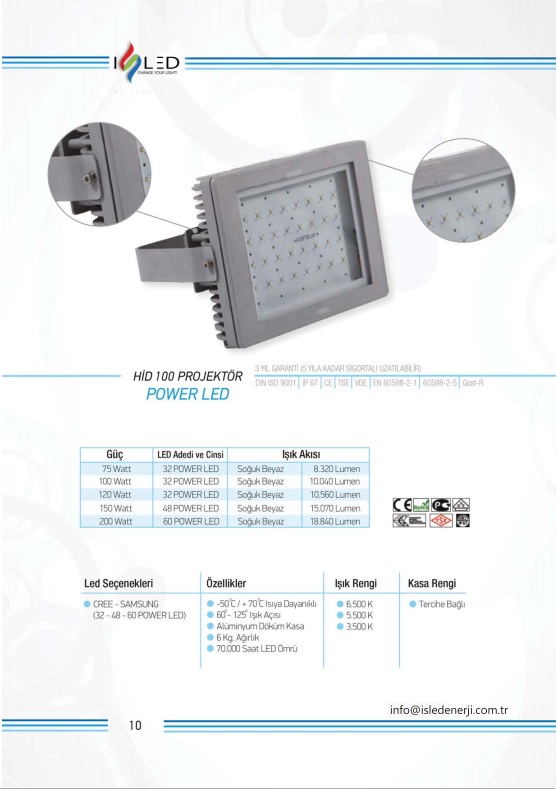 ISLED
CHANGE YOUR LIGHT!
HİD 100 PROJEKTÖR
POWER LED
3 YIL GARANTİ (5 YILA KADAR SİGORTALI UZATILABİLİR)
DIN ISO 9001 | IP 67 | CE | TSE | VDE | EN 60598-2-1 | 60598-2-5 | Gost-R
Güç LED Adedi ve Cinsi Işık Akısı
75 Watt 32 POWER LED Soğuk Beyaz 8.320 Lumen
100 Watt 32 POWER LED Soğuk Beyaz 10.040 Lumen
120 Watt 32 POWER LED Soğuk Beyaz 10.560 Lumen
150 Watt 48 POWER LED Soğuk Beyaz 15.070 Lumen
200 Watt 60 POWER LED Soğuk Beyaz 18.840 Lumen
CE RoHS
TSE
Led Seçenekleri
CREE - SAMSUNG
(32 - 48 - 60 POWER LED)
Özellikler
-50°C / + 70°C Isıya Dayanıklı
60° - 125° Işık Açısı
Alüminyum Döküm Kasa
6 Kg. Ağırlık
70.000 Saat LED Ömrü
Işık Rengi
6.500 K
5.500 K
3.500 K
Kasa Rengi
Tercihe Bağlı
info@isledenerji.com.tr
10